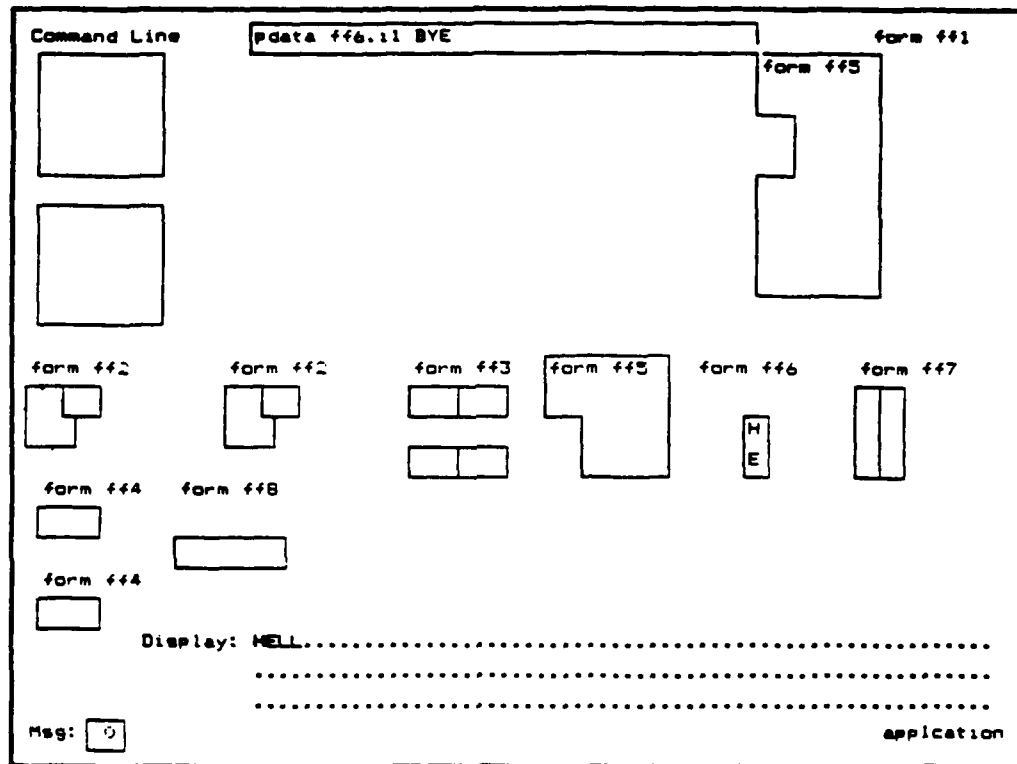 Command Line pdata ff6.i1 BYE form ff1
form ff5
form ff2 form ff2 form ff3 form ff5 form ff6 form ff7
H
E
form ff4 form ff8
form ff4
Display: HELL..................................................
......................................................
......................................................
Msg: 0 applcation